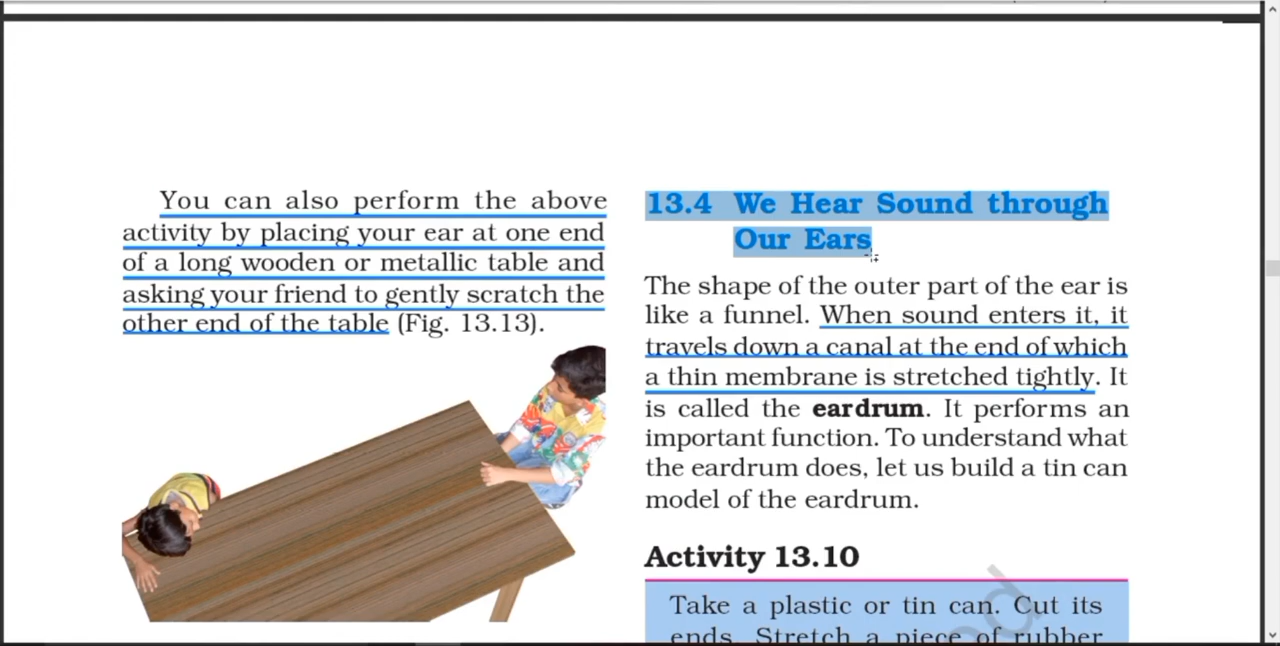 You can also perform the above
activity by placing your ear at one end
of a long wooden or metallic table and
asking your friend to gently scratch the
other end of the table (Fig. 13.13).
13.4 We Hear Sound through
Our Ears
The shape of the outer part of the ear is
like a funnel. When sound enters it, it
travels down a canal at the end of which
a thin membrane is stretched tightly. It
is called the eardrum. It performs an
important function. To understand what
the eardrum does, let us build a tin can
model of the eardrum.
Activity 13.10
Take a plastic or tin can. Cut its
ends. Stretch a piece of rubber